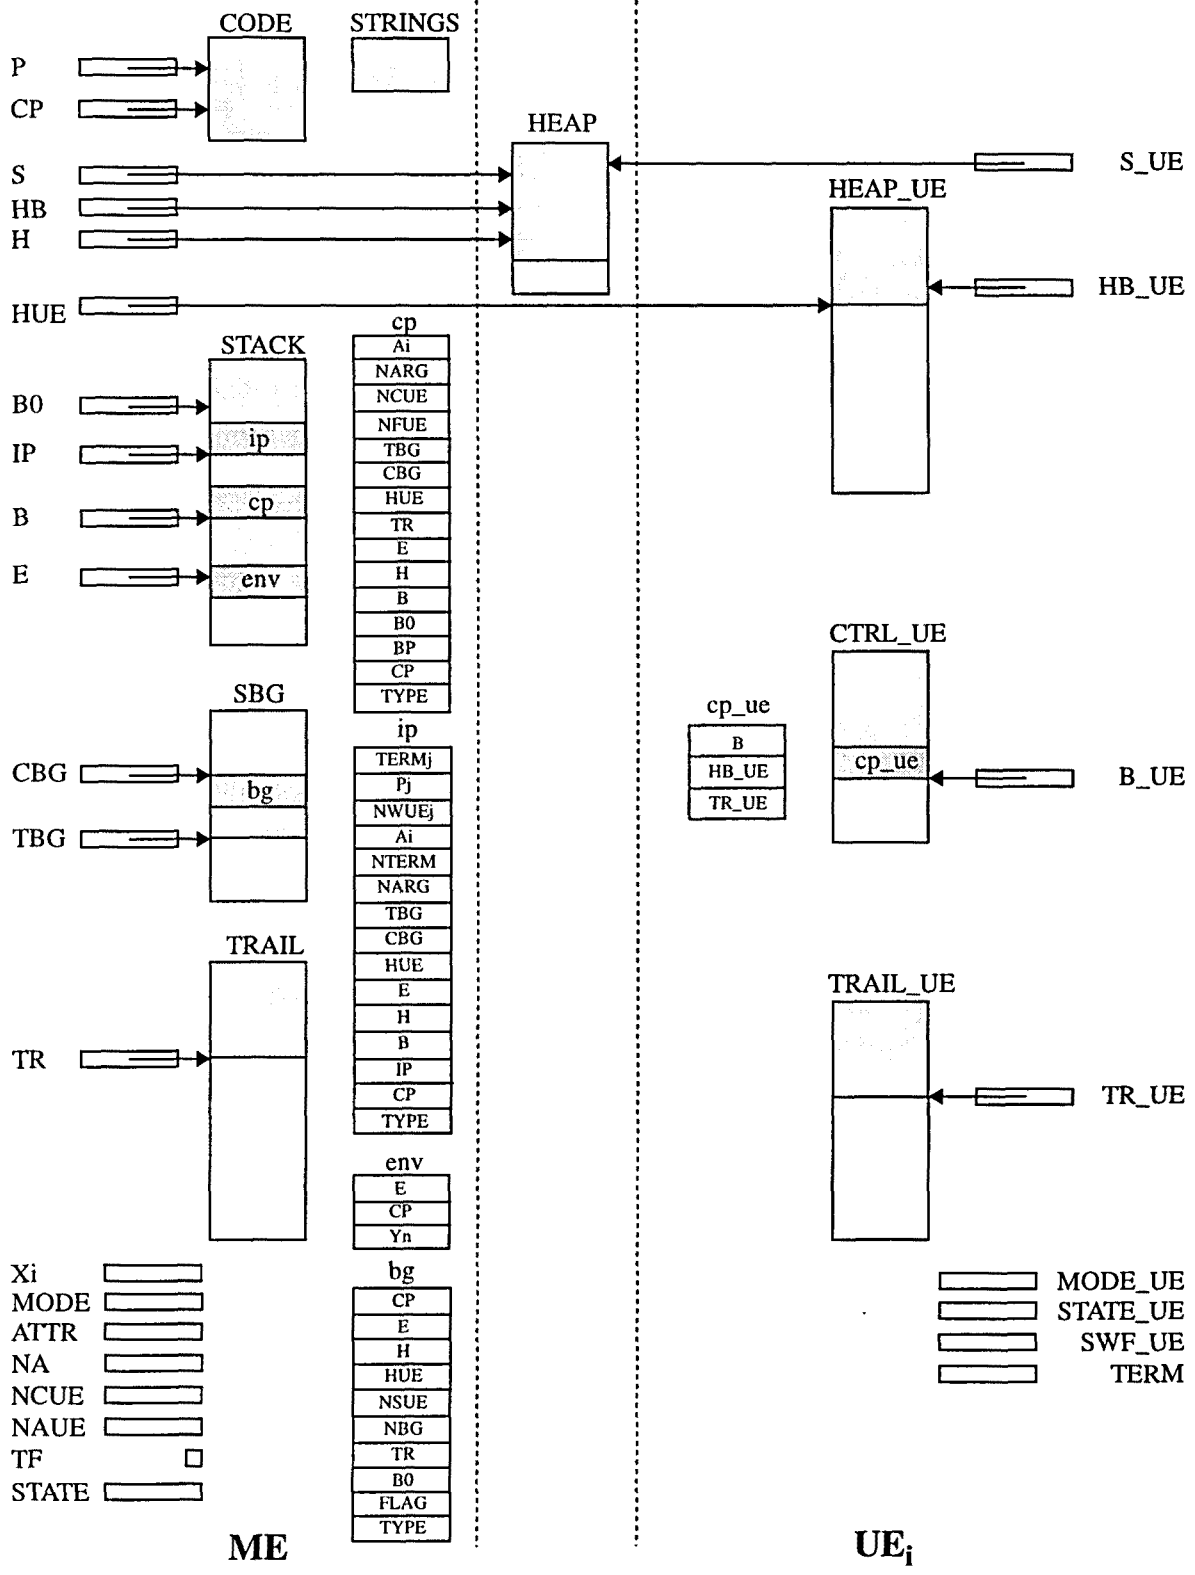 CODE
STRINGS
P
CP
HEAP
S
HB
H
HUE
S_UE
HEAP_UE
HB_UE
STACK
B0
IP
B
E
ip
cp
env
cp
Ai
NARG
NCUE
NFUE
TBG
CBG
HUE
TR
E
H
B
B0
BP
CP
TYPE
SBG
CBG
TBG
bg
ip
TERMj
Pj
NWUEj
Ai
NTERM
NARG
TBG
CBG
HUE
E
H
B
IP
CP
TYPE
cp_ue
B
HB_UE
TR_UE
CTRL_UE
cp_ue
B_UE
TRAIL
TR
TRAIL_UE
TR_UE
env
E
CP
Yn
bg
CP
E
H
HUE
NSUE
NBG
TR
B0
FLAG
TYPE
Xi
MODE
ATTR
NA
NCUE
NAUE
TF
STATE
MODE_UE
STATE_UE
SWF_UE
TERM
ME
UEi